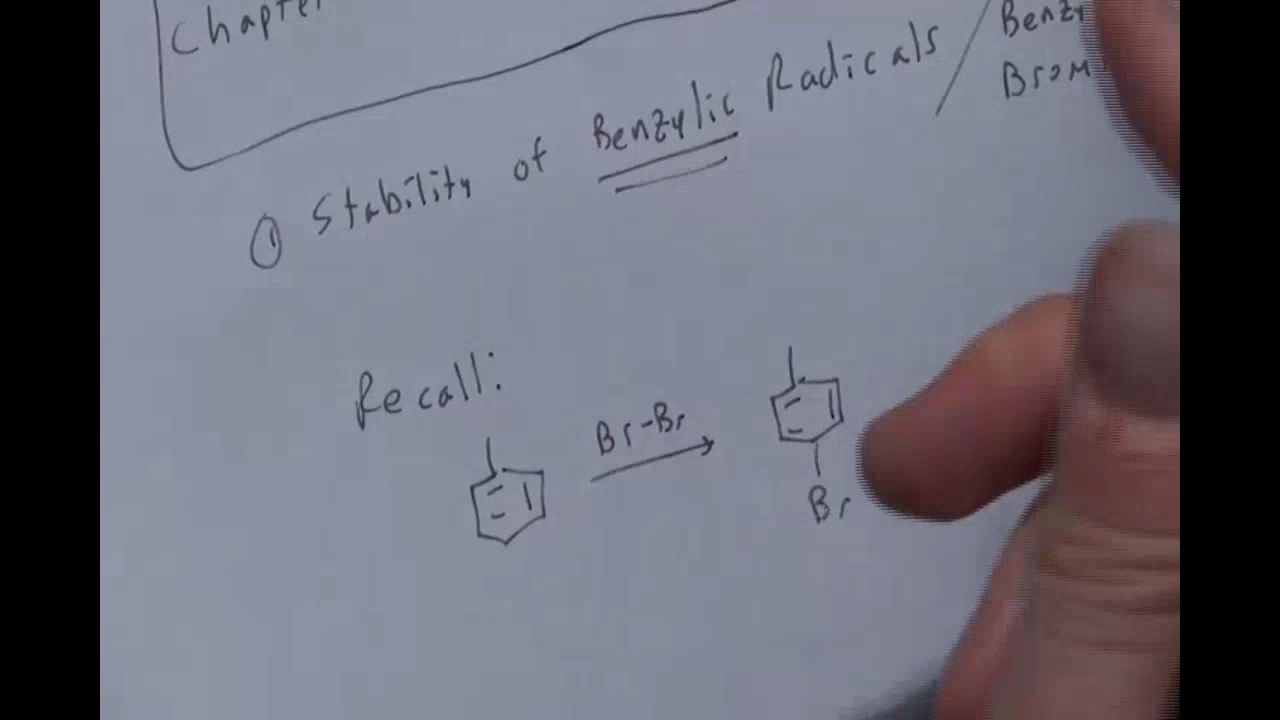 Chapter
① Stability of Benzylic Radicals /
Recall:
Br-Br
Br